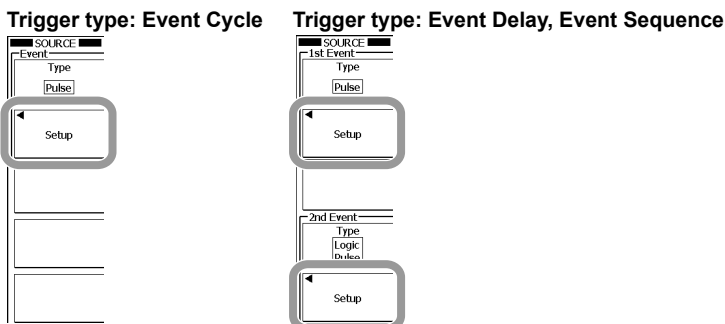 Trigger type: Event Cycle
SOURCE
Event
Type
Pulse
Setup
Trigger type: Event Delay, Event Sequence
SOURCE
1st Event
Type
Pulse
Setup
2nd Event
Type
Logic
Pulse
Setup